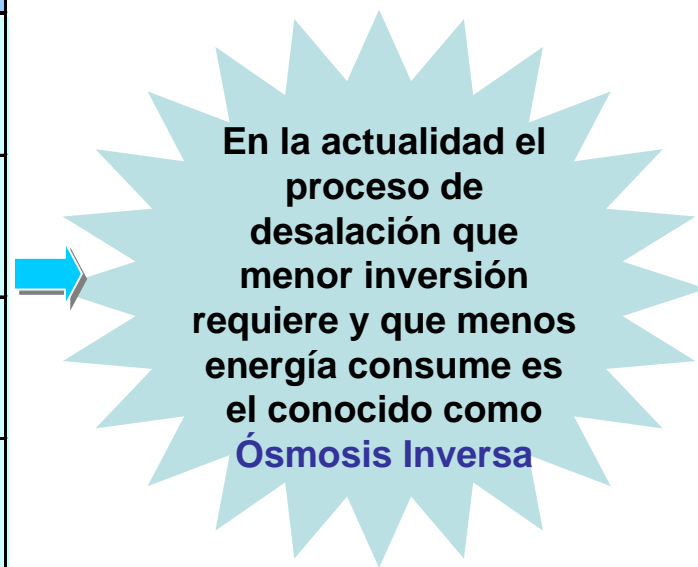 En la actualidad el
proceso de
desalación que
menor inversión
requiere y que menos
energía consume es
el conocido como
Ósmosis Inversa